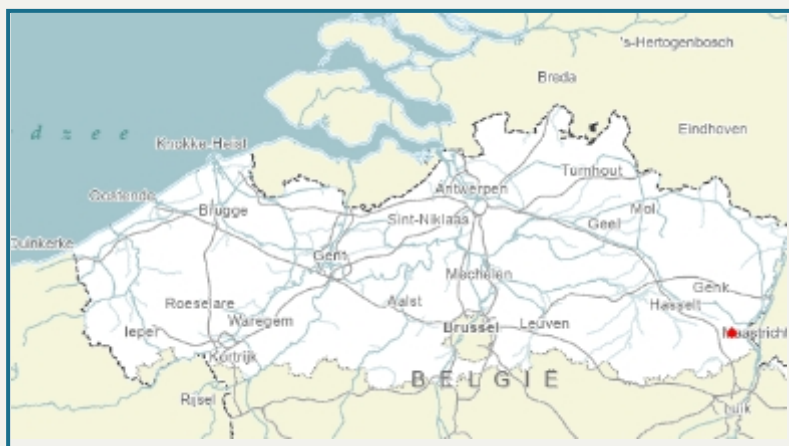 's-Hertogenbosch
Breda
dzee
Eindhoven
Knokke-Heist
Turnhout
Oostende
Antwerpen
Brugge
Mol
Sint-Niklaas
Geel
Duinkerke
Gent
Mechelen
Genk
Roeselare
Aalst
Hasselt
Waregem
Ieper
Brussel
Leuven
Maastricht
Kortrijk
BELGIË
Rijsel
Luik